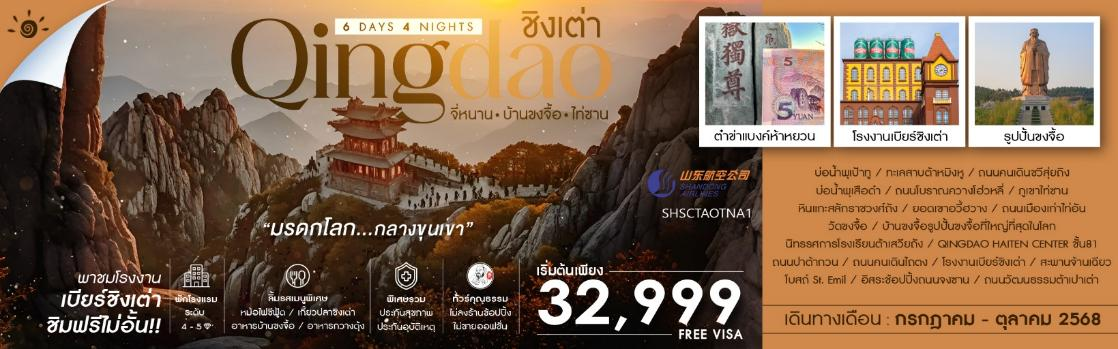 6 DAYS 4 NIGHTS
ชิงเต่า
Qingdao
จี่หนาน • บ้านขงจื้อ • ไท่ซาน
山东航空公司
SHANDONG AIRLINES
SHSCTAOTNA1
“มรดกโลก...กลางขุนเขา”
พาชมโรงงาน
เบียร์ชิงเต่า
ชิมฟรีไม่อั้น!!
พักโรงแรม
ระดับ
4 - 5
ลิ้มรสเมนูพิเศษ
หม้อไฟซีฟู้ด / เกี๊ยวปลาชิงเต่า
อาหารบ้านขงจื้อ / อาหารกวางตุ้ง
พิเศษรวม
ประกันสุขภาพ
ประกันอุบัติเหตุ
ทัวร์คุณธรรม
ไม่ลงร้านช้อปปิ้ง
ไม่ขายออฟชั่น
เริ่มต้นเพียง
32,999
FREE VISA
嶽獨尊
5
5 YUAN
ตำข่าแบงค์ห้าหยวน
โรงงานเบียร์ชิงเต่า
รูปปั้นขงจื้อ
บ่อน้ำพุเป้าทู / ทะเลสาบต้าหมิงหู / ถนนคนเดินชวีสุ่ยถิง
บ่อน้ำพุเสือดำ / ถนนโบราณควางโฮ่วหลี่ / ภูเขาไท่ซาน
หินแกะสลักราชวงศ์ถัง / ยอดเขาอวี้ฮวาง / ถนนเมืองเก่าไท่อัน
วัดขงจื้อ / บ้านขงจื้อรูปปั้นขงจื้อที่ใหญ่ที่สุดในโลก
นิทรรศการโรงเรียนต้าเสวียถัง / QINGDAO HAITEN CENTER ชั้น81
ถนนปาต้ากวน / ถนนคนเดินไถตง / โรงงานเบียร์ชิงเต่า / สะพานจ้านเฉียว
โบสถ์ St. Emil / อิสระช้อปปิ้งถนนจงซาน / ถนนวัฒนธรรมต้าเปาเต่า
เดินทางเดือน : กรกฎาคม - ตุลาคม 2568